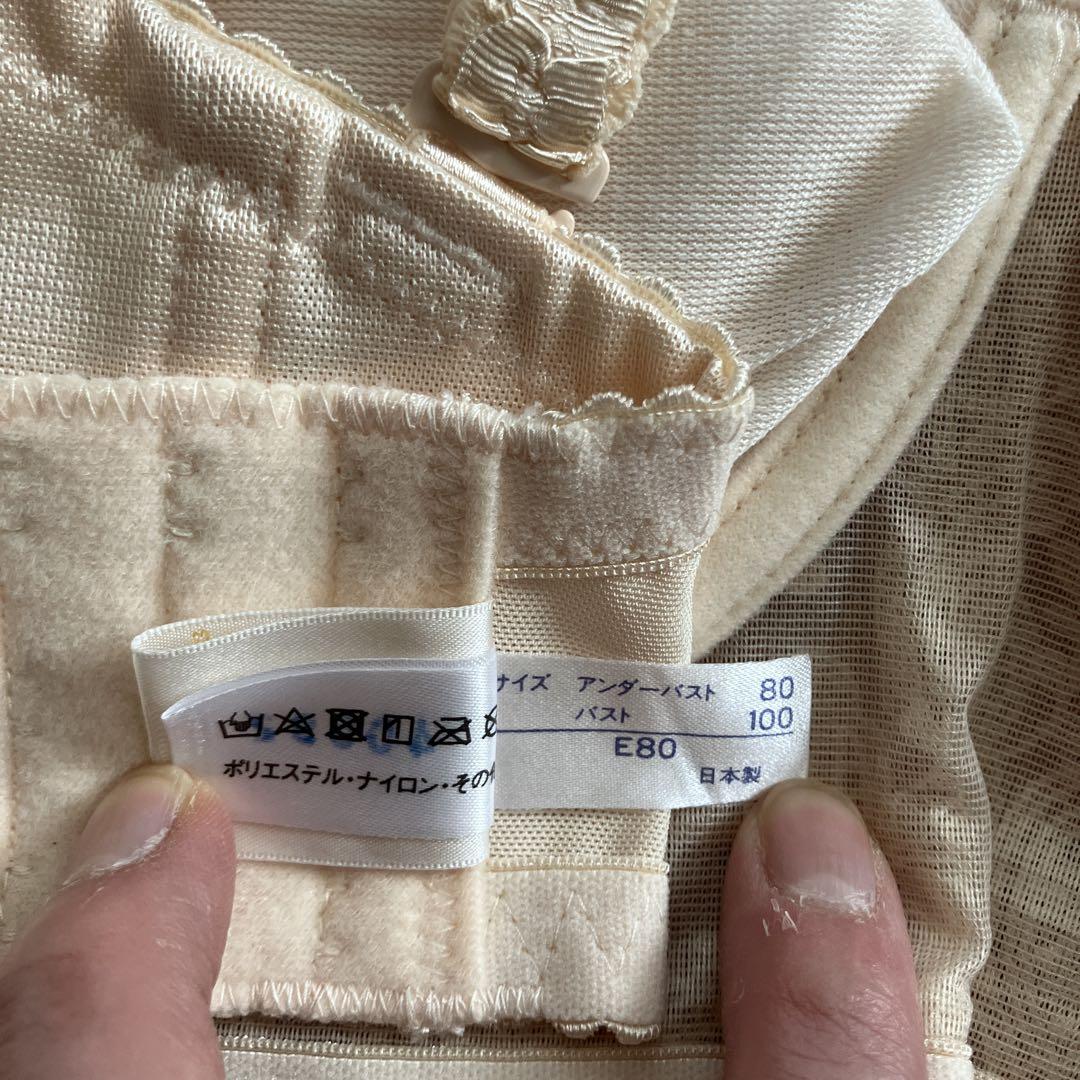 サイズ アンダーバスト 80
バスト 100
E80
日本製
ポリエステル・ナイロン・その